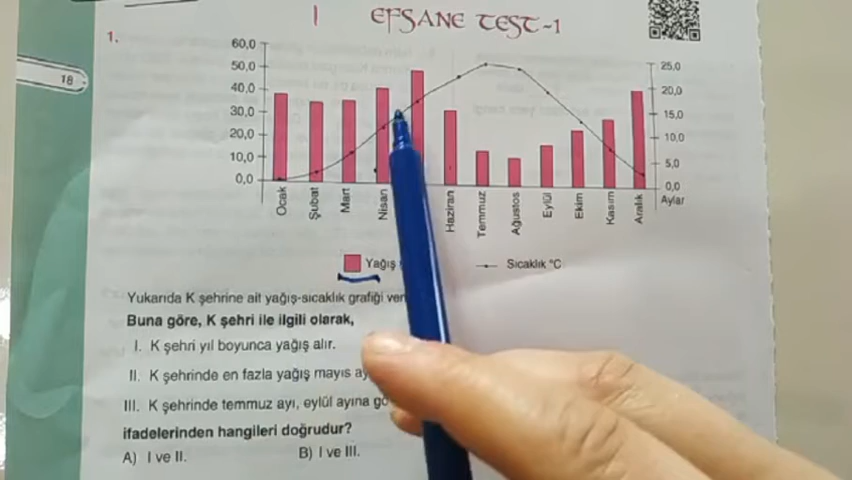 I EFSANE TEST-1
1.
18
60,0
50,0
40,0
30,0
20,0
10,0
0,0
25,0
20,0
15,0
10,0
5,0
0,0
Ocak
Şubat
Mart
Nisan
Haziran
Temmuz
Ağustos
Eylül
Ekim
Kasım
Aralık
Aylar
Yağış
Sıcaklık °C
Yukarıda K şehrine ait yağış-sıcaklık grafiği
Buna göre, K şehri ile ilgili olarak,
I. K şehri yıl boyunca yağış alır.
II. K şehrinde en fazla yağış mayıs
III. K şehrinde temmuz ayı, eylül ayına
ifadelerinden hangileri doğrudur?
A) I ve II. B) I ve III.